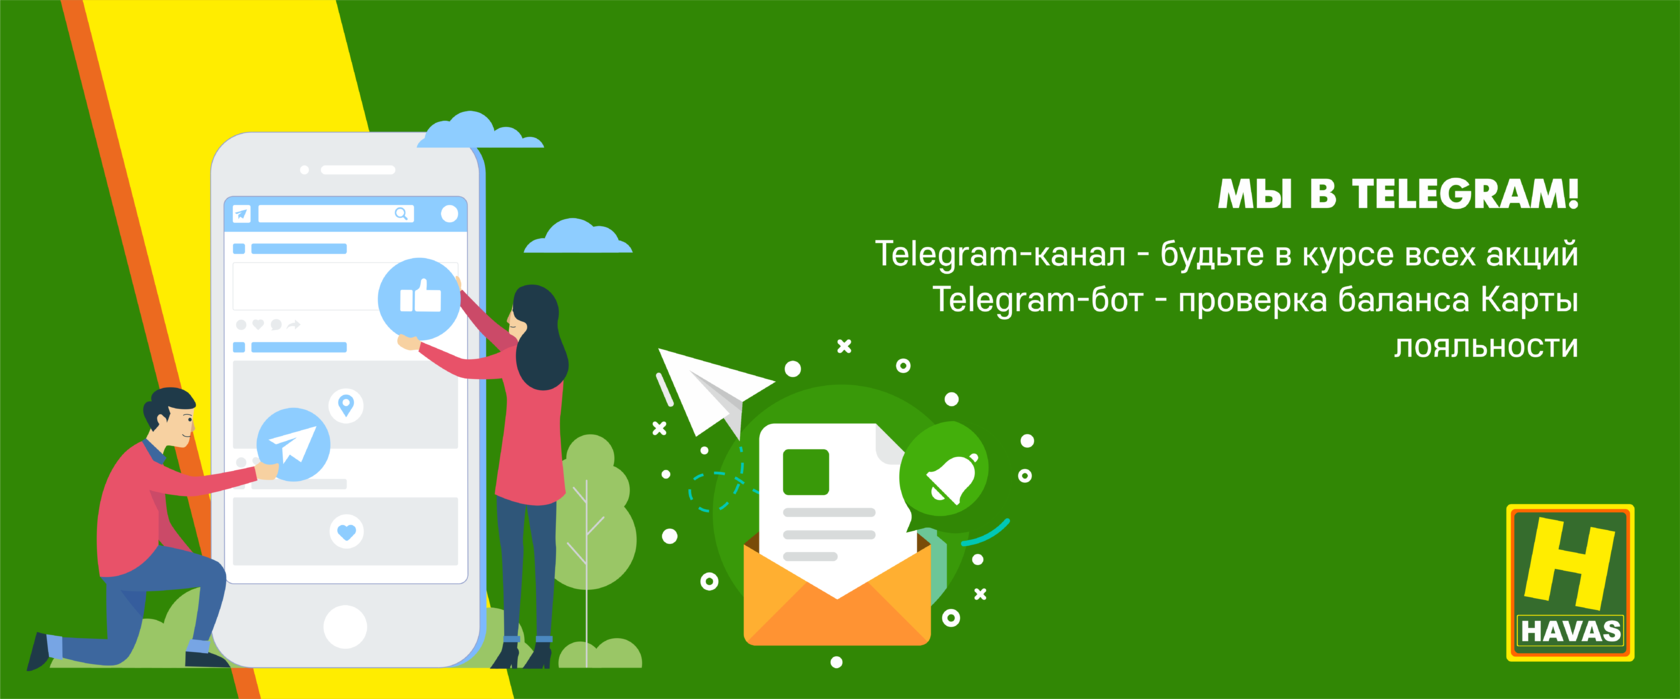 МЫ В TELEGRAM!
Telegram-канал - будьте в курсе всех акций
Telegram-бот - проверка баланса Карты
лояльности
H
HAVAS